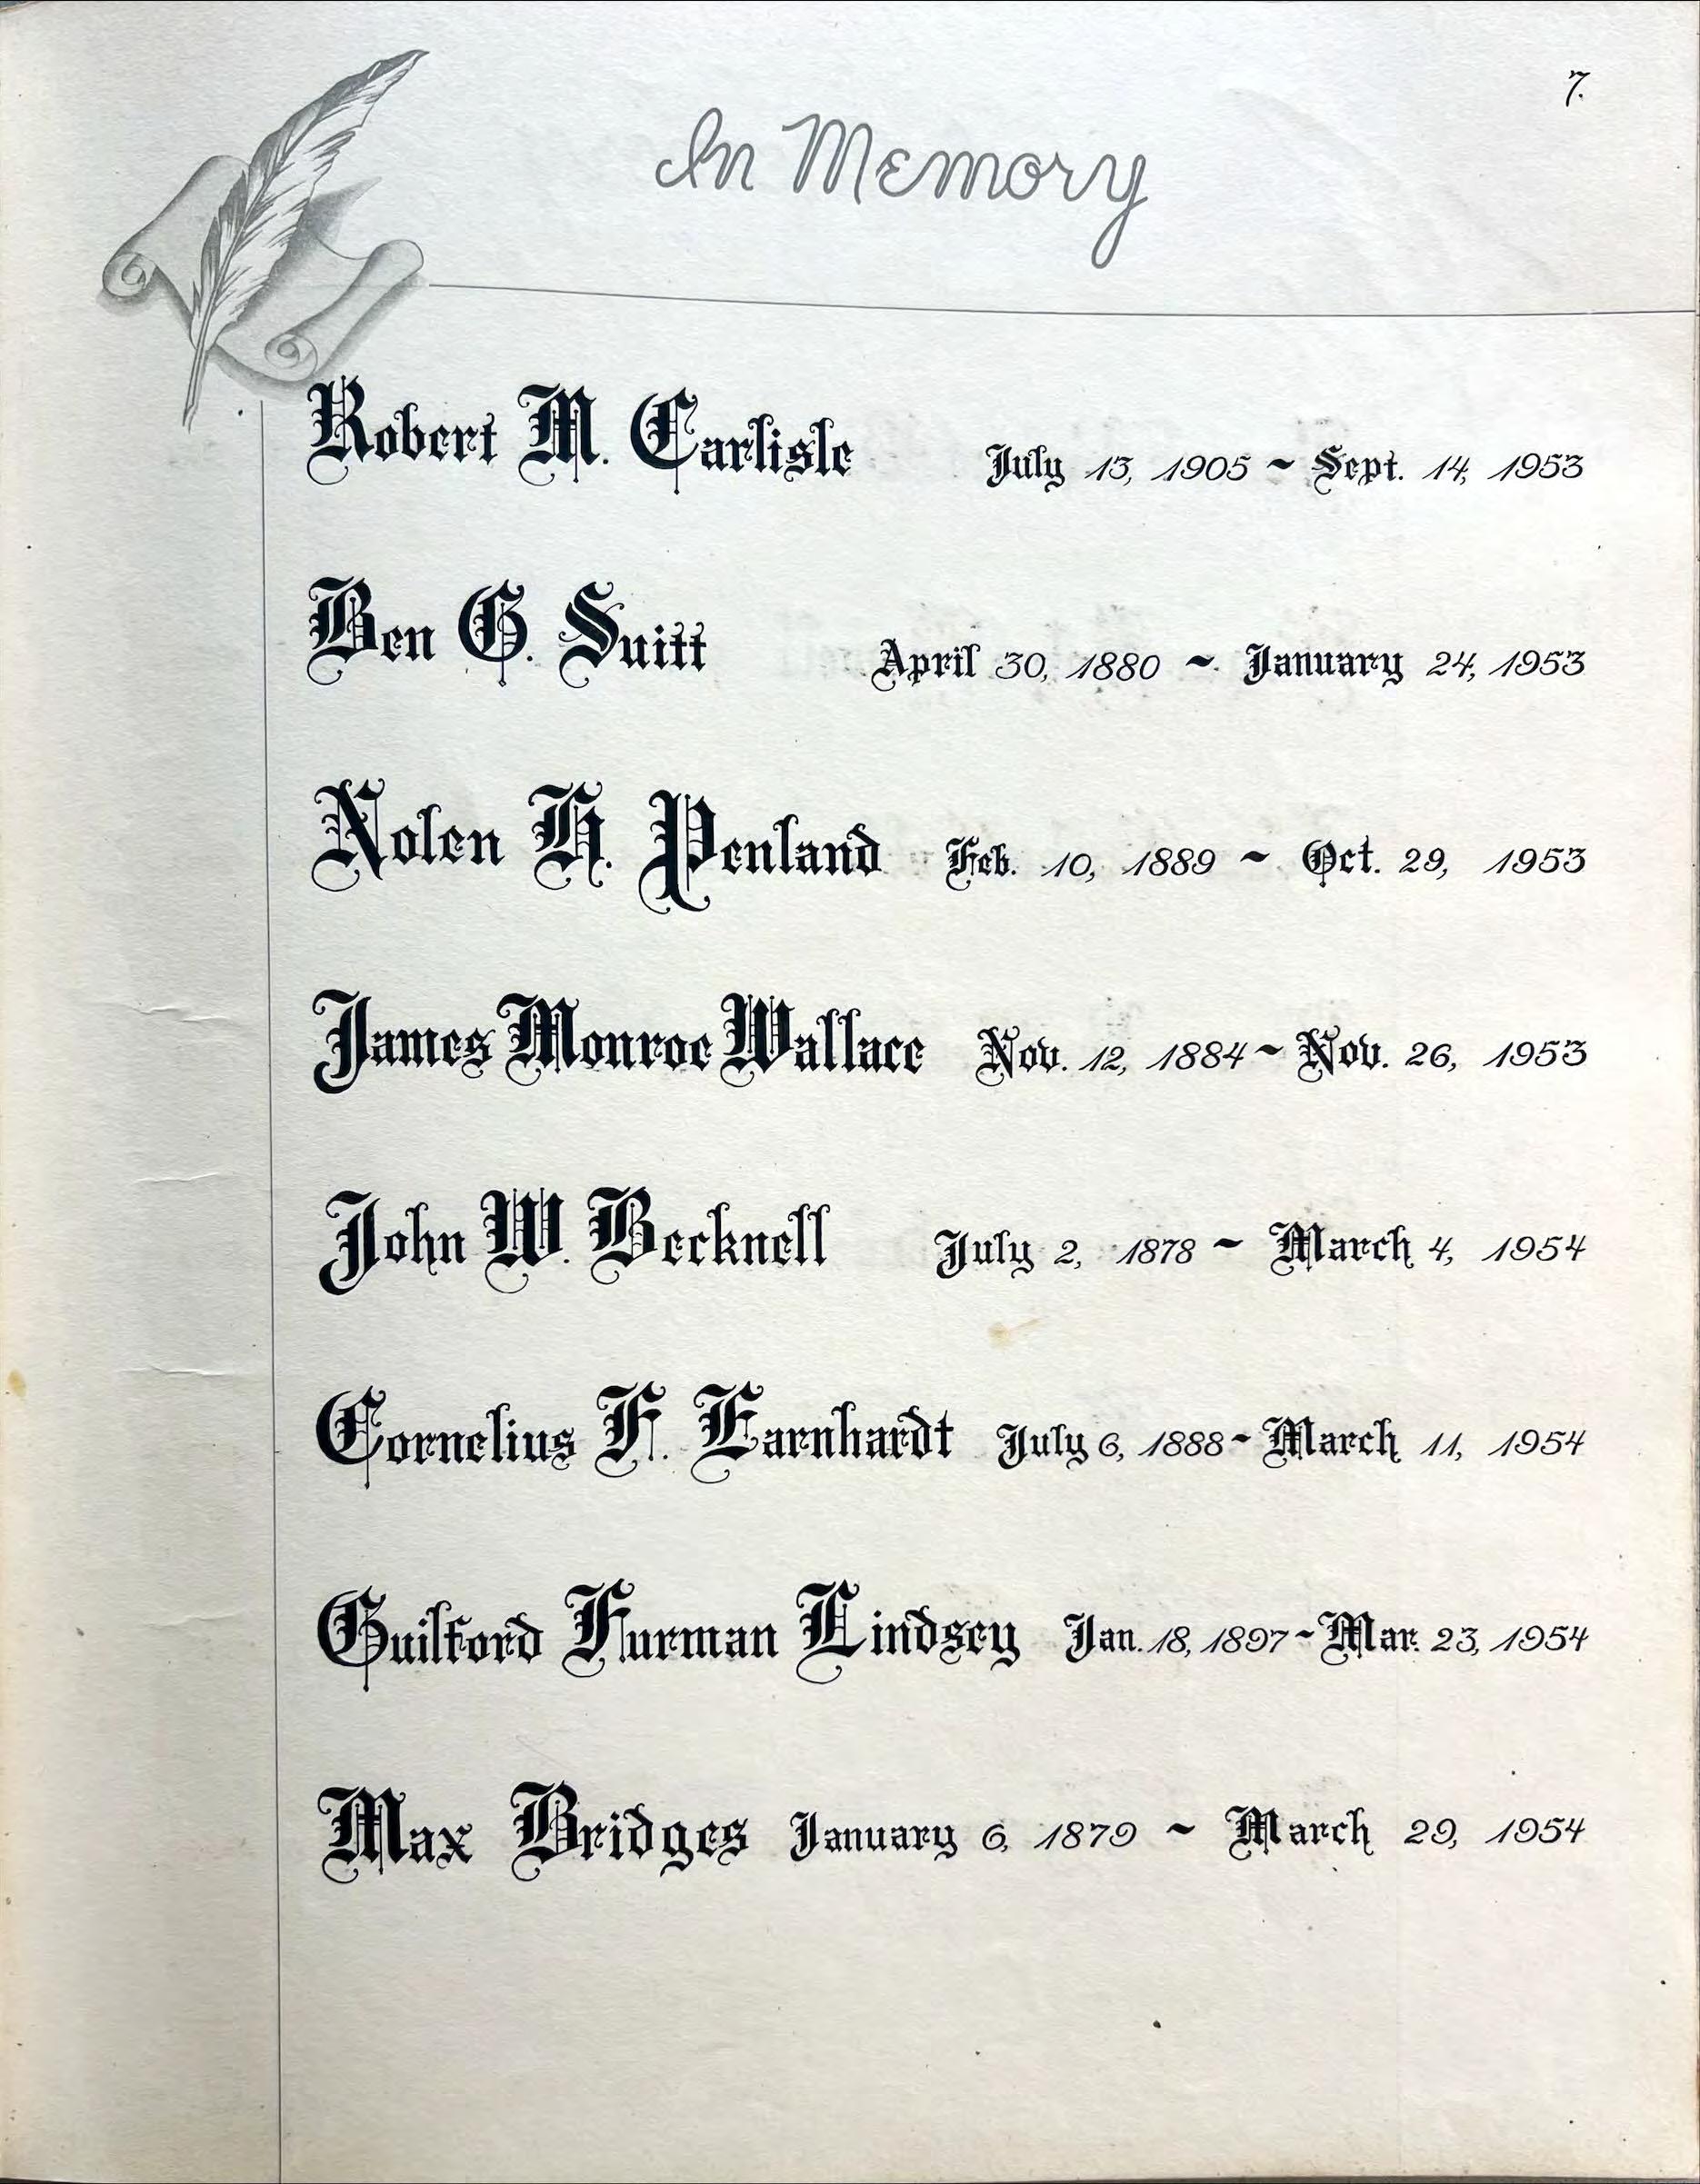 7.
In Memory
Robert M. Carlisle July 13, 1905 ~ Sept. 14, 1953
Ben G. Suitt April 30, 1880 ~ January 24, 1953
Nolen H. Penland Feb. 10, 1889 ~ Oct. 29, 1953
James Monroe Wallace Nov. 12, 1884 ~ Nov. 26, 1953
John W. Becknell July 2, 1878 ~ March 4, 1954
Cornelius F. Earnhardt July 6, 1888 ~ March 11, 1954
Guilford Furman Lindsey Jan. 18, 1897 ~ Mar. 23, 1954
Max Bridges January 6, 1879 ~ March 29, 1954